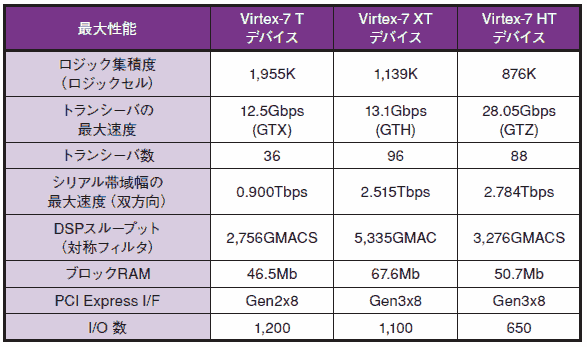 最大性能 Virtex-7 T Virtex-7 XT Virtex-7 HT
デバイス デバイス デバイス
ロジック集積度
（ロジックセル） 1,955K 1,139K 876K
トランシーバの 12.5Gbps 13.1Gbps 28.05Gbps
最大速度 (GTX) (GTH) (GTZ)
トランシーバ数 36 96 88
シリアル帯域幅の
最大速度（双方向） 0.900Tbps 2.515Tbps 2.784Tbps
DSPスループット
（対称フィルタ） 2,756GMACS 5,335GMAC 3,276GMACS
ブロックRAM 46.5Mb 67.6Mb 50.7Mb
PCI Express I/F Gen2x8 Gen3x8 Gen3x8
I/O 数 1,200 1,100 650